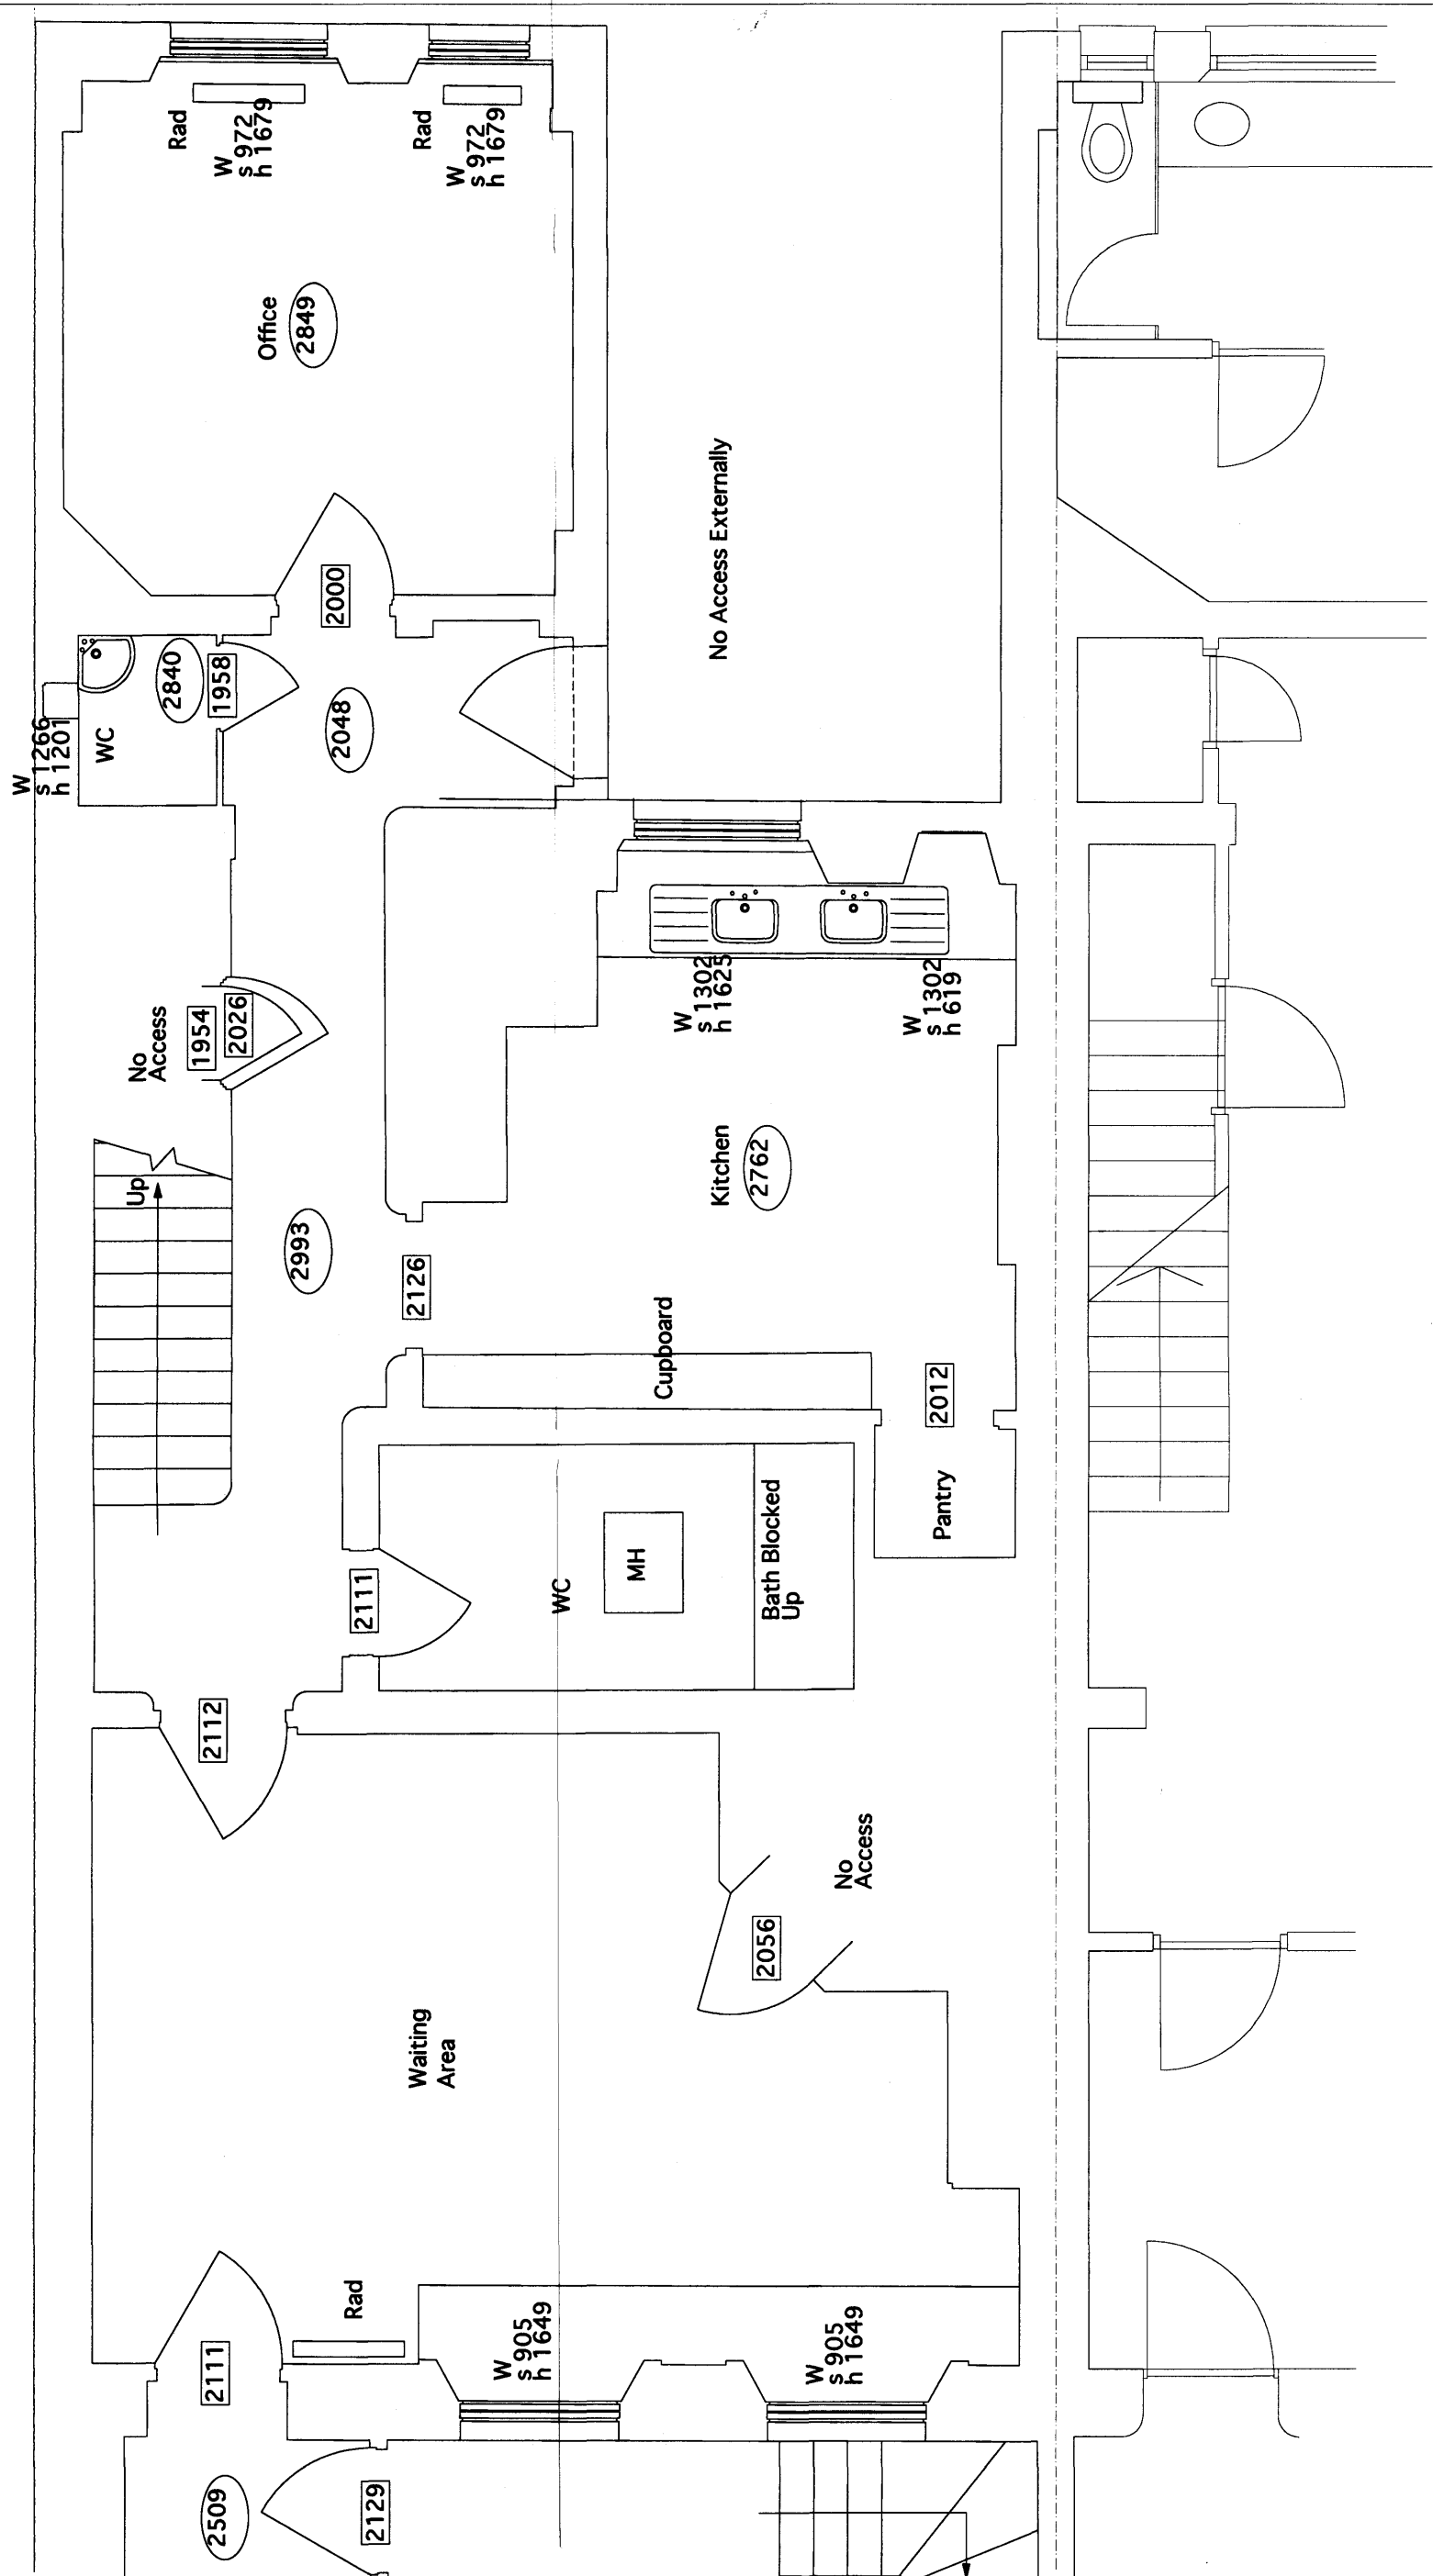 Rad
W
s 972
h 1679
Rad
W
s 972
h 1679
Office
2849
No Access Externally
2000
W
s 1266
h 1201
WC
2840
1958
2048
No
Access
1954
2026
W
s 1302
h 1625
W
s 1302
h 619
Up
2993
Kitchen
2762
2126
Cupboard
2012
Pantry
2111
WC
MH
Bath Blocked
Up
2112
No
Access
2056
Waiting
Area
Rad
2111
W
s 905
h 1649
W
s 905
h 1649
2509
2129